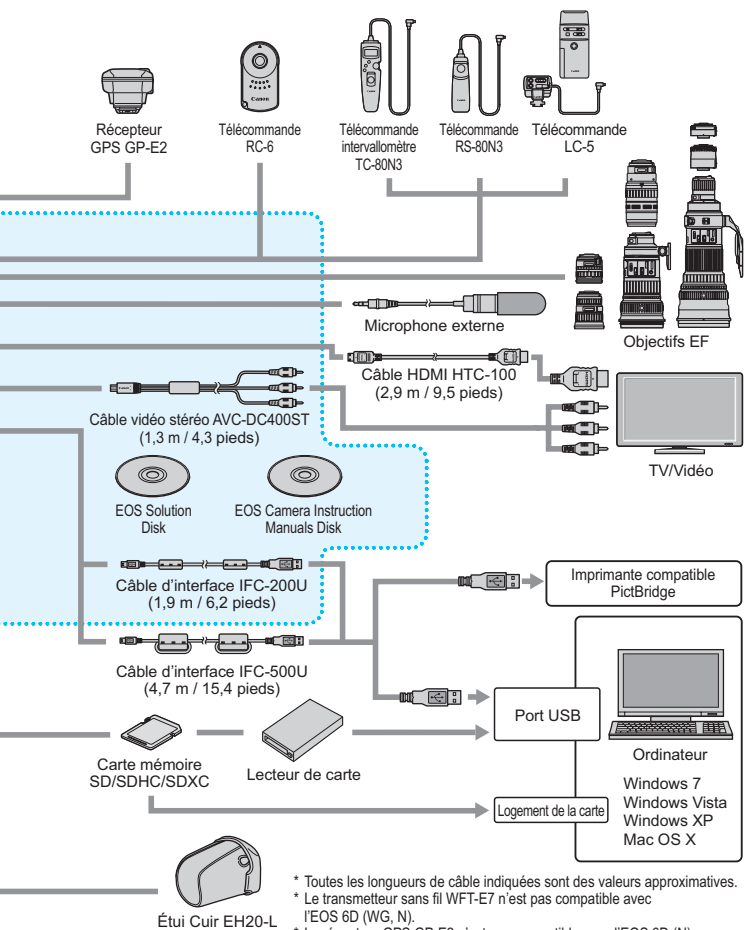 Récepteur
GPS GP-E2
Canon
Télécommande
RC-6
Télécommande
intervallomètre
TC-80N3
Télécommande
RS-80N3
Télécommande
LC-5
Objectifs EF
Microphone externe
Câble HDMI HTC-100
(2,9 m / 9,5 pieds)
Câble vidéo stéréo AVC-DC400ST
(1,3 m / 4,3 pieds)
TV/Vidéo
EOS Solution
Disk
EOS Camera Instruction
Manuals Disk
Câble d'interface IFC-200U
(1,9 m / 6,2 pieds)
Imprimante compatible
PictBridge
Câble d'interface IFC-500U
(4,7 m / 15,4 pieds)
Port USB
Ordinateur
Windows 7
Windows Vista
Windows XP
Mac OS X
Carte mémoire
SD/SDHC/SDXC
Lecteur de carte
Logement de la carte
Étui Cuir EH20-L
* Toutes les longueurs de câble indiquées sont des valeurs approximatives.
* Le transmetteur sans fil WFT-E7 n'est pas compatible avec
l'EOS 6D (WG, N).